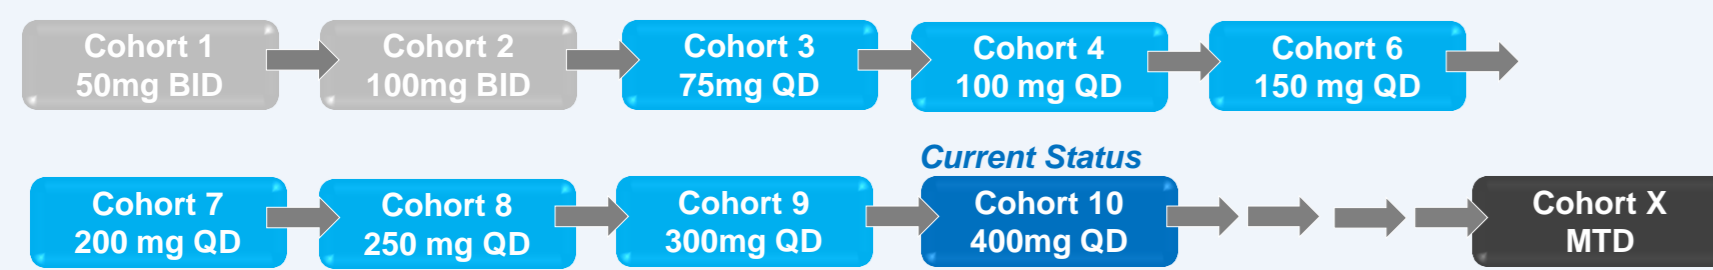 Cohort 1
50mg BID
Cohort 2
100mg BID
Cohort 3
75mg QD
Cohort 4
100 mg QD
Cohort 6
150 mg QD
Current Status
Cohort 7
200 mg QD
Cohort 8
250 mg QD
Cohort 9
300mg QD
Cohort 10
400mg QD
Cohort X
MTD